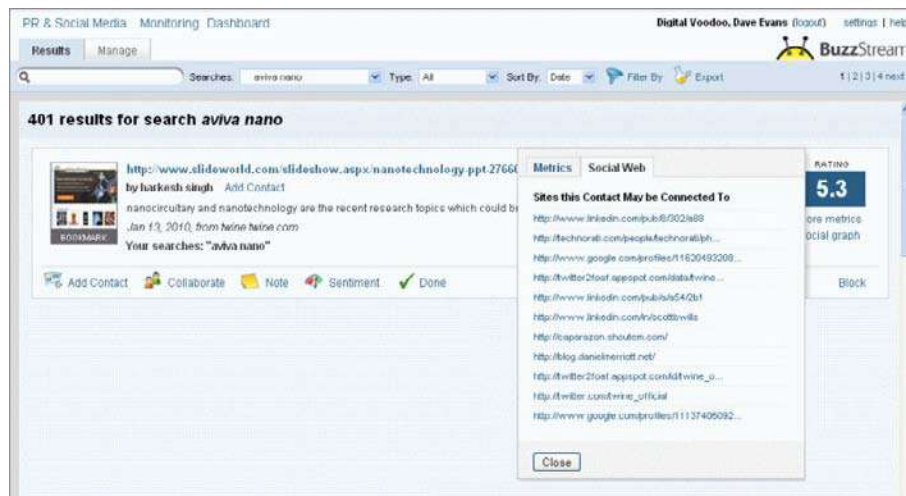 PR & Social Media Monitoring Dashboard
Digital Voodoo, Dave Evans (logout) settings | help
Results Manage
BuzzStream
Searches: aviva nano Type: All Sort By: Date Filter By Export 1 | 2 | 3 | 4 next
401 results for search aviva nano
http://www.slideworld.com/slideshow.aspx/nanotechnology-ppt-2766
by harkesh singh Add Contact
nanocircuitary and nanotechnology are the recent research topics which could b
Jan 13, 2010, from twine twine.com
Your searches: "aviva nano"
BOOKMARK
Add Contact Collaborate Note Sentiment Done
Metrics Social Web
Sites this Contact May be Connected To
http://www.linkedin.com/pub/8/302/a88
http://technorati.com/people/technorati/ph...
http://www.google.com/profiles/11620493208...
http://twitter2foaf.appspot.com/data/twine...
http://www.linkedin.com/pub/s/a54/2b1
http://www.linkedin.com/in/scottbwills
http://caparazon.shoutem.com/
http://blog.danielmerriott.net/
http://twitter2foaf.appspot.com/id/twine_o...
http://twitter.com/twine_official
http://www.google.com/profiles/11137406092...
Close
RATING
5.3
ore metrics
ocial graph
Block